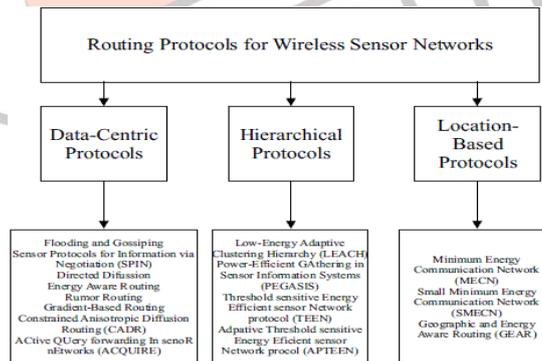 Routing Protocols for Wireless Sensor Networks
Data-Centric
Protocols
Hierarchical
Protocols
Location-
Based
Protocols
Flooding and Gossiping
Sensor Protocols for Information via
Negotiation (SPIN)
Directed Difussion
Energy Aware Routing
Rumor Routing
Gradient-Based Routing
Constrained Anisotropic Diffusion
Routing (CADR)
ACtive QUery forwarding In senoR
nEtworks (ACQUIRE)
Low-Energy Adaptive
Clustering Hierarchy (LEACH)
Power-Efficient GAthering in
Sensor Information Systems
(PEGASIS)
Threshold sensitive Energy
Efficient sensor Network
protocol (TEEN)
Adpative Threshold sensitive
Energy Eficient sensor
Network procol (APTEEN)
Minimum Energy
Communication Network
(MECN)
Small Minimum Energy
Communication Network
(SMECN)
Geographic and Energy
Aware Routing (GEAR)